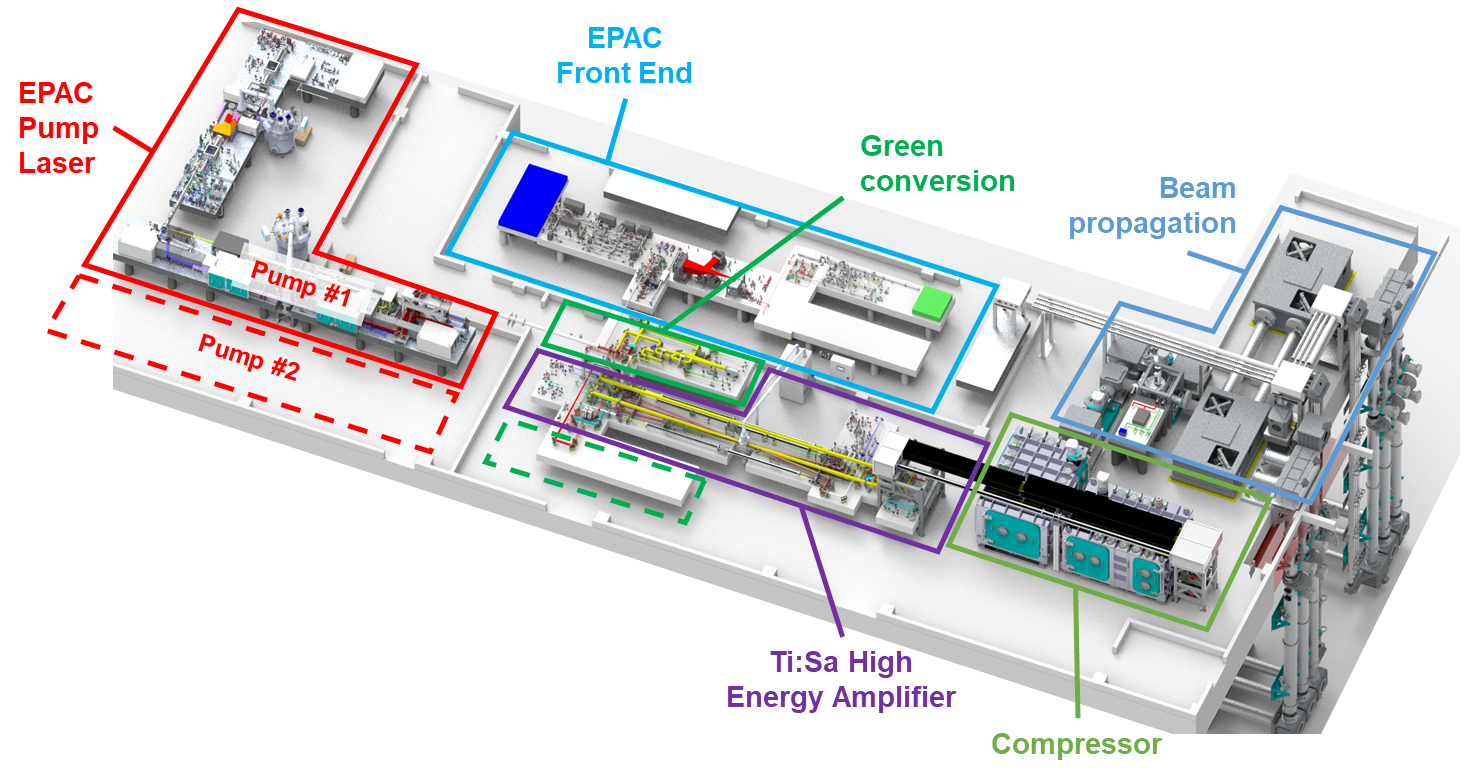 EPAC
Front End
EPAC
Pump
Laser
Green
conversion
Beam
propagation
Pump #1
Pump #2
Ti:Sa High
Energy Amplifier
Compressor